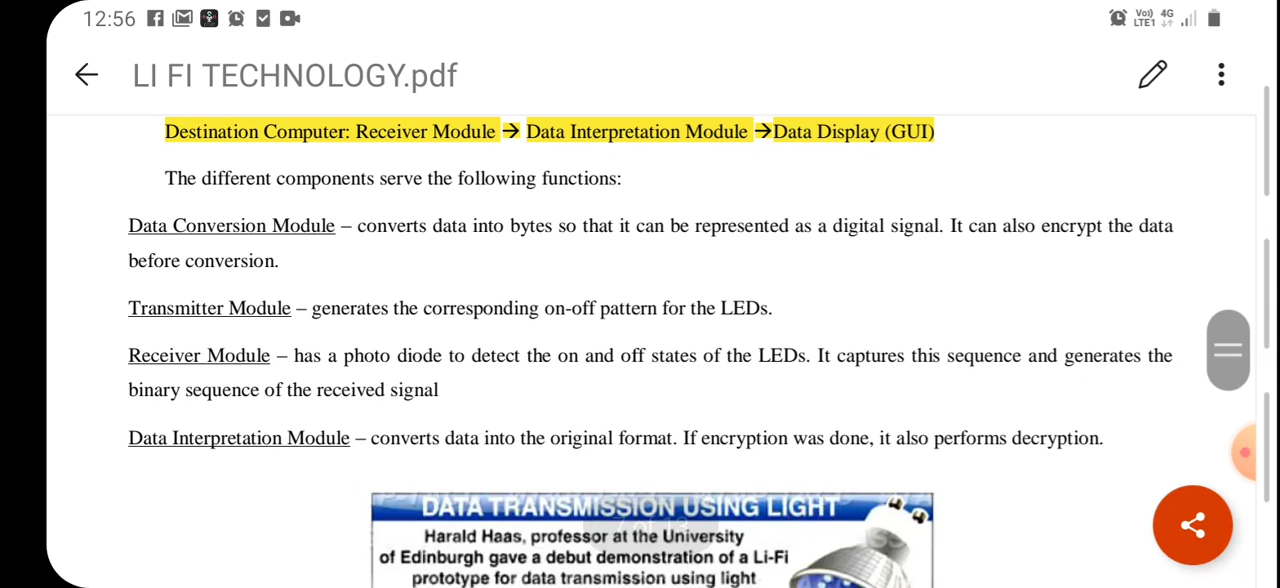 12:56
Vo)) 4G
LTE1
LI FI TECHNOLOGY.pdf
Destination Computer: Receiver Module → Data Interpretation Module →Data Display (GUI)
The different components serve the following functions:
Data Conversion Module – converts data into bytes so that it can be represented as a digital signal. It can also encrypt the data
before conversion.
Transmitter Module – generates the corresponding on-off pattern for the LEDs.
Receiver Module – has a photo diode to detect the on and off states of the LEDs. It captures this sequence and generates the
binary sequence of the received signal
Data Interpretation Module – converts data into the original format. If encryption was done, it also performs decryption.
DATA TRANSMISSION USING LIGHT
Harald Haas, professor at the University
of Edinburgh gave a debut demonstration of a Li-Fi
prototype for data transmission using light